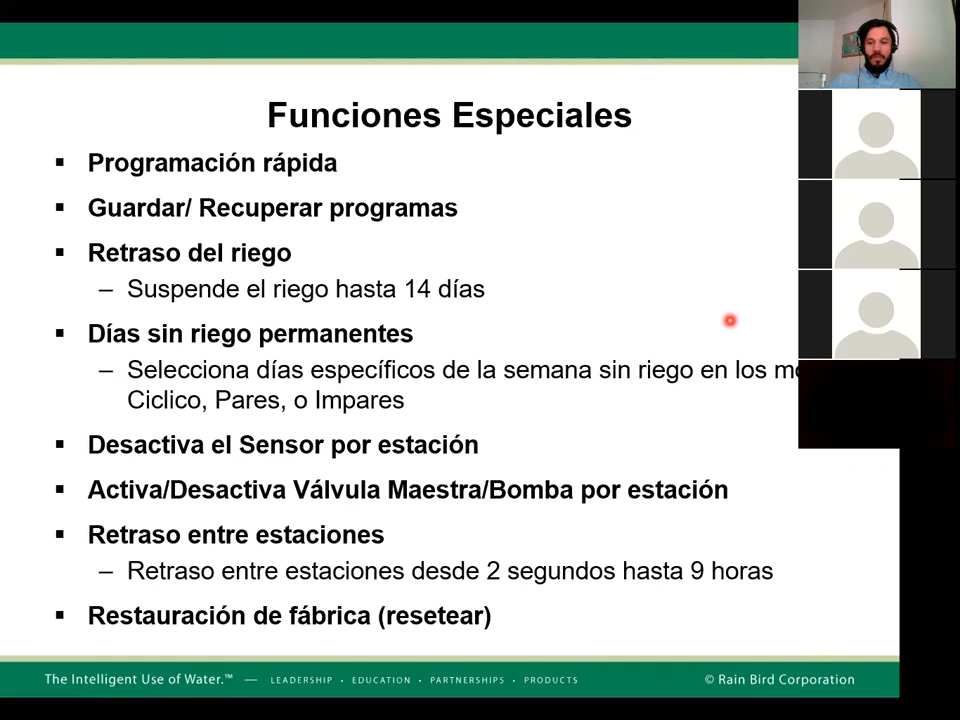 Funciones Especiales
▪ Programación rápida
▪ Guardar/ Recuperar programas
▪ Retraso del riego
– Suspende el riego hasta 14 días
▪ Días sin riego permanentes
– Selecciona días específicos de la semana sin riego en los
Ciclico, Pares, o Impares
▪ Desactiva el Sensor por estación
▪ Activa/Desactiva Válvula Maestra/Bomba por estación
▪ Retraso entre estaciones
– Retraso entre estaciones desde 2 segundos hasta 9 horas
▪ Restauración de fábrica (resetear)
The Intelligent Use of Water.™ — LEADERSHIP • EDUCATION • PARTNERSHIPS • PRODUCTS © Rain Bird Corporation